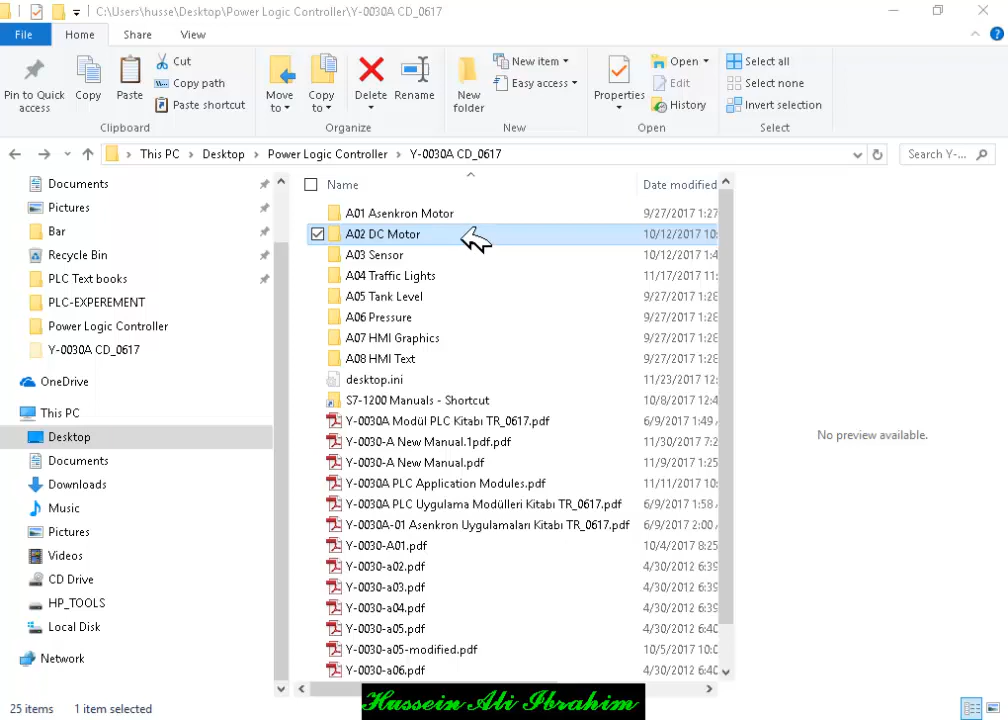 C:\Users\husse\Desktop\Power Logic Controller\Y-0030A CD_0617
File Home Share View
Pin to Quick access
Copy
Paste
Cut
Copy path
Paste shortcut
Clipboard
Move to
Copy to
Delete
Rename
Organize
New folder
New item
Easy access
New
Properties
Open
Edit
History
Open
Select all
Select none
Invert selection
Select
This PC > Desktop > Power Logic Controller > Y-0030A CD_0617
Search Y-...
Documents
Pictures
Bar
Recycle Bin
PLC Text books
PLC-EXPEREMENT
Power Logic Controller
Y-0030A CD_0617
OneDrive
This PC
Desktop
Documents
Downloads
Music
Pictures
Videos
CD Drive
HP_TOOLS
Local Disk
Network
Name Date modified
A01 Asenkron Motor 9/27/2017 1:27
A02 DC Motor 10/12/2017 10:
A03 Sensor 10/12/2017 1:4
A04 Traffic Lights 11/17/2017 11:
A05 Tank Level 9/27/2017 1:28
A06 Pressure 9/27/2017 1:28
A07 HMI Graphics 9/27/2017 1:28
A08 HMI Text 9/27/2017 1:28
desktop.ini 11/23/2017 12:
S7-1200 Manuals - Shortcut 10/8/2017 12:4
Y-0030A Modül PLC Kitabı TR_0617.pdf 6/9/2017 1:49
Y-0030-A New Manual.1pdf.pdf 11/30/2017 7:2
Y-0030-A New Manual.pdf 11/9/2017 1:25
Y-0030A PLC Application Modules.pdf 11/11/2017 10:
Y-0030A PLC Uygulama Modülleri Kitabı TR_0617.pdf 6/9/2017 1:58
Y-0030A-01 Asenkron Uygulamaları Kitabı TR_0617.pdf 6/9/2017 2:00
Y-0030-A01.pdf 10/4/2017 8:25
Y-0030-a02.pdf 4/30/2012 6:39
Y-0030-a03.pdf 4/30/2012 6:39
Y-0030-a04.pdf 4/30/2012 6:39
Y-0030-a05.pdf 4/30/2012 6:40
Y-0030-a05-modified.pdf 10/5/2017 10:
Y-0030-a06.pdf 4/30/2012 6:40
No preview available.
25 items 1 item selected
Hussein Ali Ibrahim